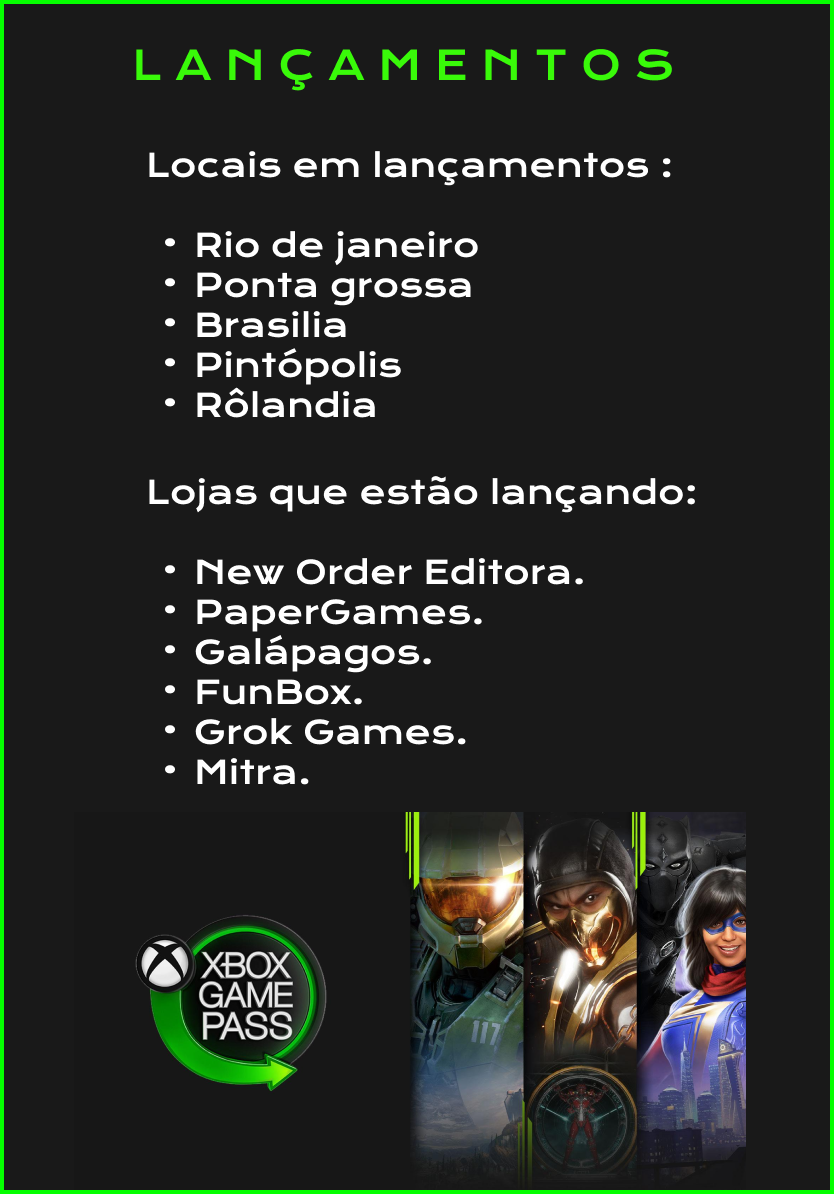 LANÇAMENTOS
Locais em lançamentos :
• Rio de janeiro
• Ponta grossa
• Brasilia
• Pintópolis
• Rôlandia
Lojas que estão lançando:
• New Order Editora.
• PaperGames.
• Galápagos.
• FunBox.
• Grok Games.
• Mitra.
XBOX
GAME
PASS
117